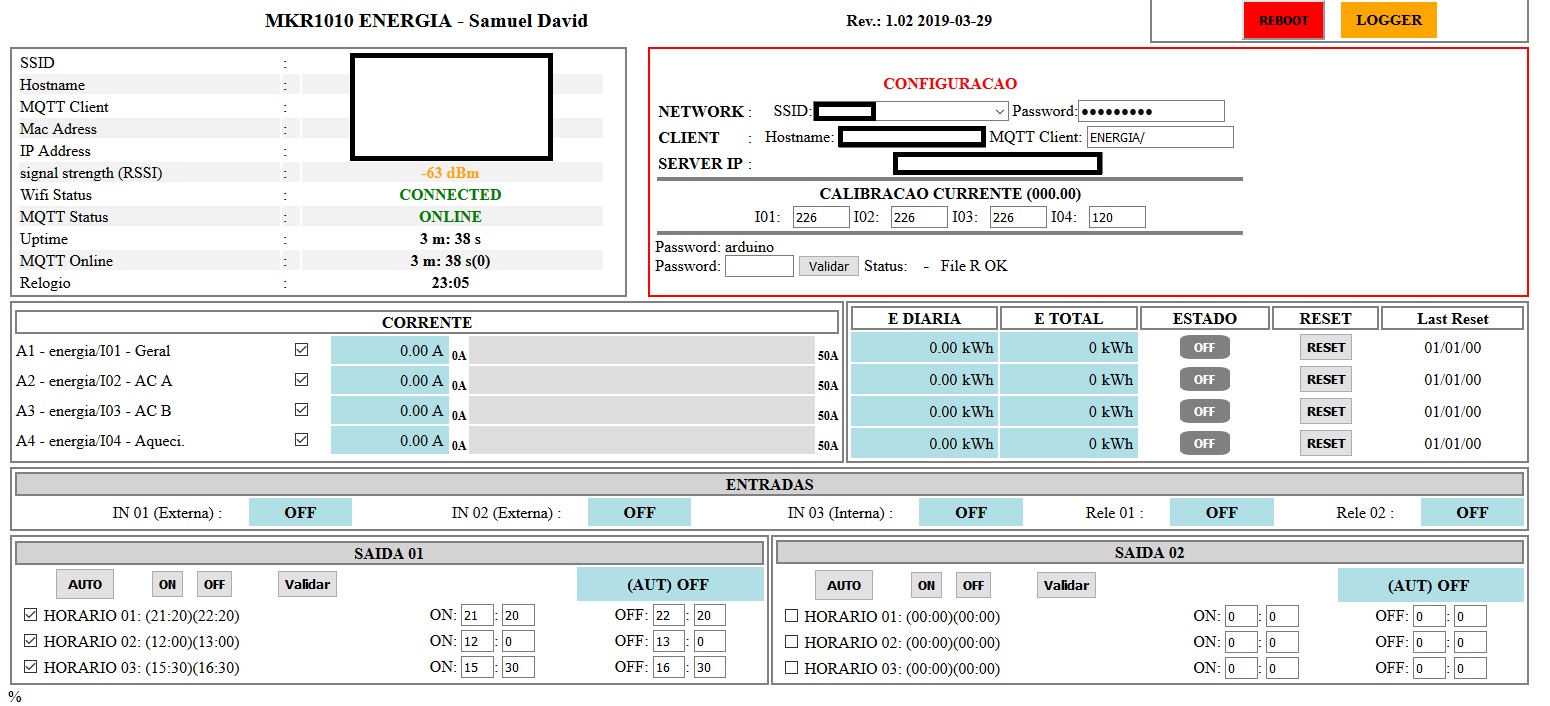 MKR1010 ENERGIA - Samuel David Rev.: 1.02 2019-03-29 REBOOT LOGGER
SSID :
Hostname :
MQTT Client :
Mac Adress :
IP Address :
signal strength (RSSI) : -63 dBm
Wifi Status : CONNECTED
MQTT Status : ONLINE
Uptime : 3 m: 38 s
MQTT Online : 3 m: 38 s(0)
Relogio : 23:05
CONFIGURACAO
NETWORK : SSID: Password: ●●●●●●●●●
CLIENT : Hostname: MQTT Client: ENERGIA/
SERVER IP :
CALIBRACAO CURRENTE (000.00)
I01: 226 I02: 226 I03: 226 I04: 120
Password: arduino
Password: Validar Status: - File R OK
CORRENTE
A1 - energia/I01 - Geral 0.00 A 0A 50A
A2 - energia/I02 - AC A 0.00 A 0A 50A
A3 - energia/I03 - AC B 0.00 A 0A 50A
A4 - energia/I04 - Aqueci. 0.00 A 0A 50A
E DIARIA E TOTAL ESTADO RESET Last Reset
0.00 kWh 0 kWh OFF RESET 01/01/00
0.00 kWh 0 kWh OFF RESET 01/01/00
0.00 kWh 0 kWh OFF RESET 01/01/00
0.00 kWh 0 kWh OFF RESET 01/01/00
ENTRADAS
IN 01 (Externa) : OFF IN 02 (Externa) : OFF IN 03 (Interna) : OFF Rele 01 : OFF Rele 02 : OFF
SAIDA 01
AUTO ON OFF Validar (AUT) OFF
HORARIO 01: (21:20)(22:20) ON: 21 : 20 OFF: 22 : 20
HORARIO 02: (12:00)(13:00) ON: 12 : 0 OFF: 13 : 0
HORARIO 03: (15:30)(16:30) ON: 15 : 30 OFF: 16 : 30
SAIDA 02
AUTO ON OFF Validar (AUT) OFF
HORARIO 01: (00:00)(00:00) ON: 0 : 0 OFF: 0 : 0
HORARIO 02: (00:00)(00:00) ON: 0 : 0 OFF: 0 : 0
HORARIO 03: (00:00)(00:00) ON: 0 : 0 OFF: 0 : 0
%